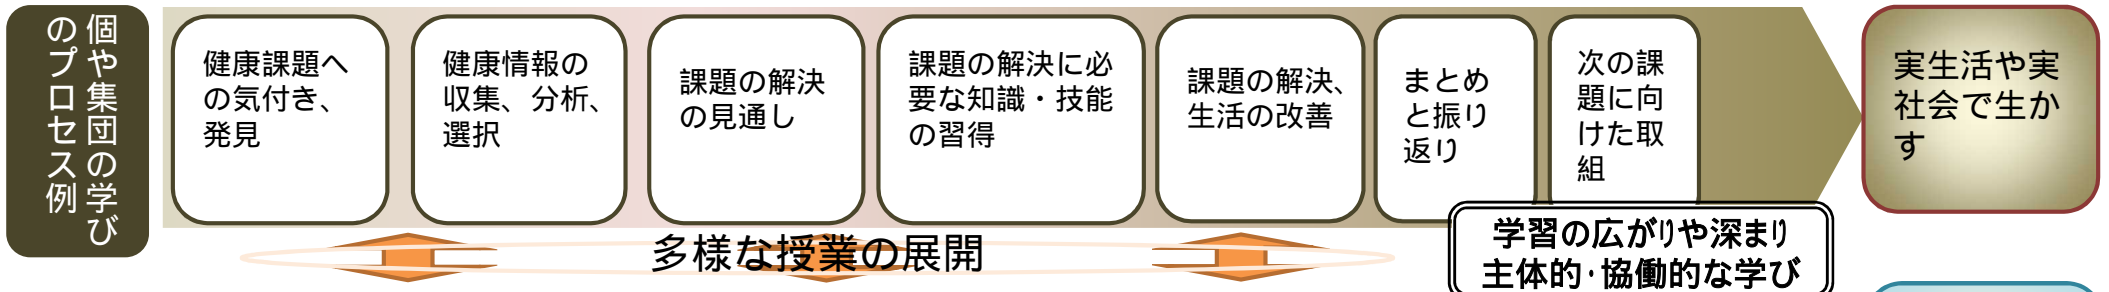 個や集団の学び
のプロセス例
健康課題へ
の気付き、
発見
健康情報の
収集、分析、
選択
課題の解決
の見通し
課題の解決に必
要な知識・技能
の習得
課題の解決、
生活の改善
まとめ
と振り
返り
次の課
題に向
けた取
組
実生活や実
社会で生か
す
多様な授業の展開
学習の広がりや深まり
主体的・協働的な学び